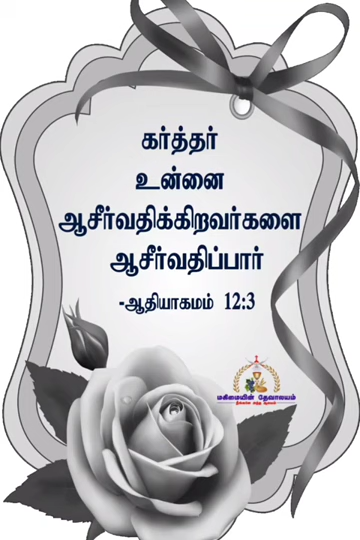 கர்த்தர்
உன்னை
ஆசீர்வதிக்கிறவர்களை
ஆசீர்வதிப்பார்
-ஆதியாகமம் 12:3
மகிமையின் தேவாலயம்